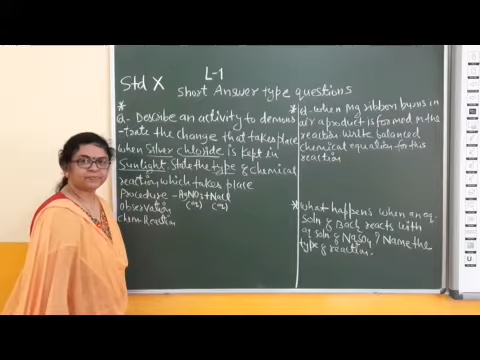 Std X
L-1
Short Answer type questions
*
Q- Describe an activity to demons
-trate the change that takes place
when Silver chloride is kept in
Sunlight. State the type of chemical
reaction which takes place
Procedure - AgNO3 + NaCl
(aq) (aq)
Observation
Chem Reaction
* Q- When Mg ribbon burns in
air a product is formed. In the
reaction write balanced
chemical equation for this
reaction
* What happens when an aq.
soln of Bacl2 reacts with
aq soln of Na2SO4? Name the
type of reaction.